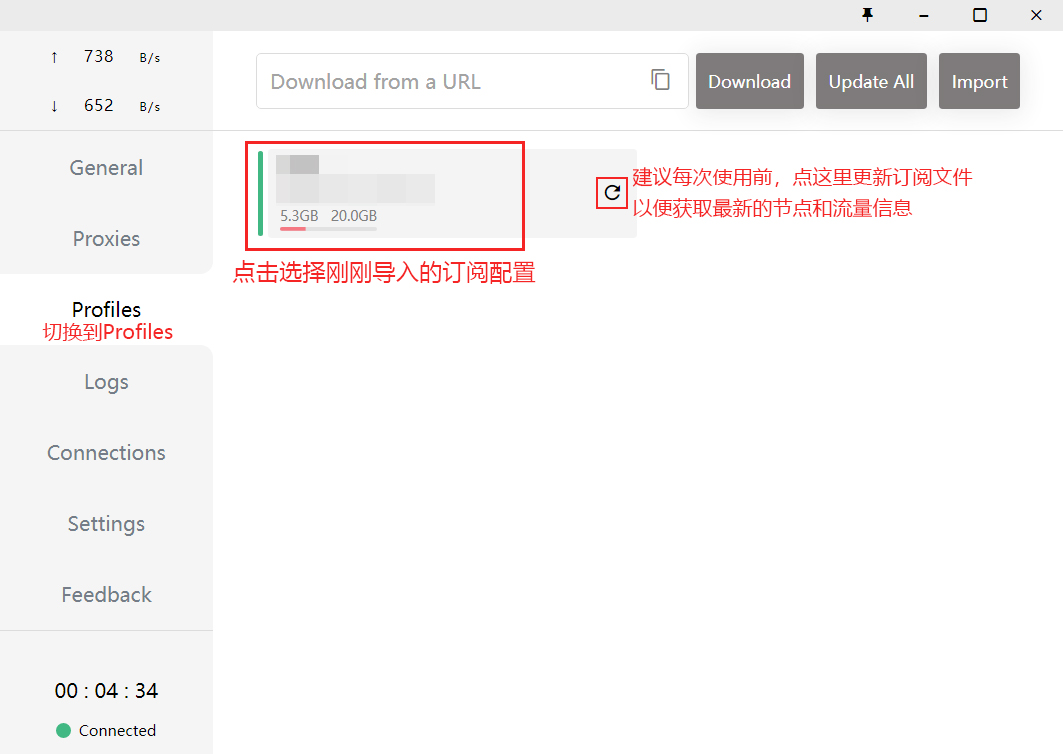 ↑ 738 B/s
↓ 652 B/s
Download from a URL
Download
Update All
Import
General
Proxies
Profiles
切换到Profiles
Logs
Connections
Settings
Feedback
00 : 04 : 34
Connected
5.3GB 20.0GB
建议每次使用前，点这里更新订阅文件
以便获取最新的节点和流量信息
点击选择刚刚导入的订阅配置